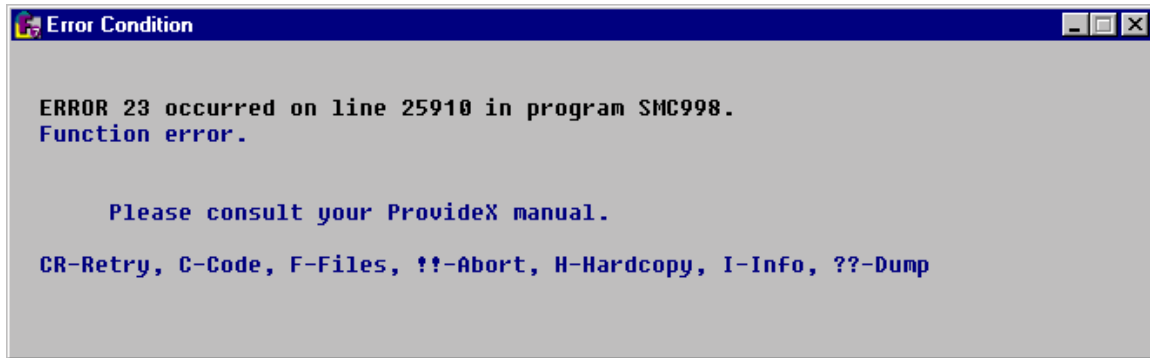 Error Condition
ERROR 23 occurred on line 25910 in program SMC998.
Function error.
Please consult your ProvideX manual.
CR-Retry, C-Code, F-Files, !!-Abort, H-Hardcopy, I-Info, ??-Dump